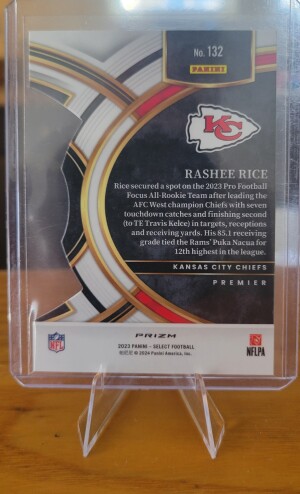 No. 132
PANINI
KC
RASHEE RICE
Rice secured a spot on the 2023 Pro Football
Focus All-Rookie Team after leading the
AFC West champion Chiefs with seven
touchdown catches and finishing second
(to TE Travis Kelce) in targets, receptions
and receiving yards. His 85.1 receiving
grade tied the Rams' Puka Nacua for
12th highest in the league.
KANSAS CITY CHIEFS
PREMIER
PRIZM
NFL
2023 PANINI – SELECT FOOTBALL
© 2024 Panini America, Inc.
NFLPA